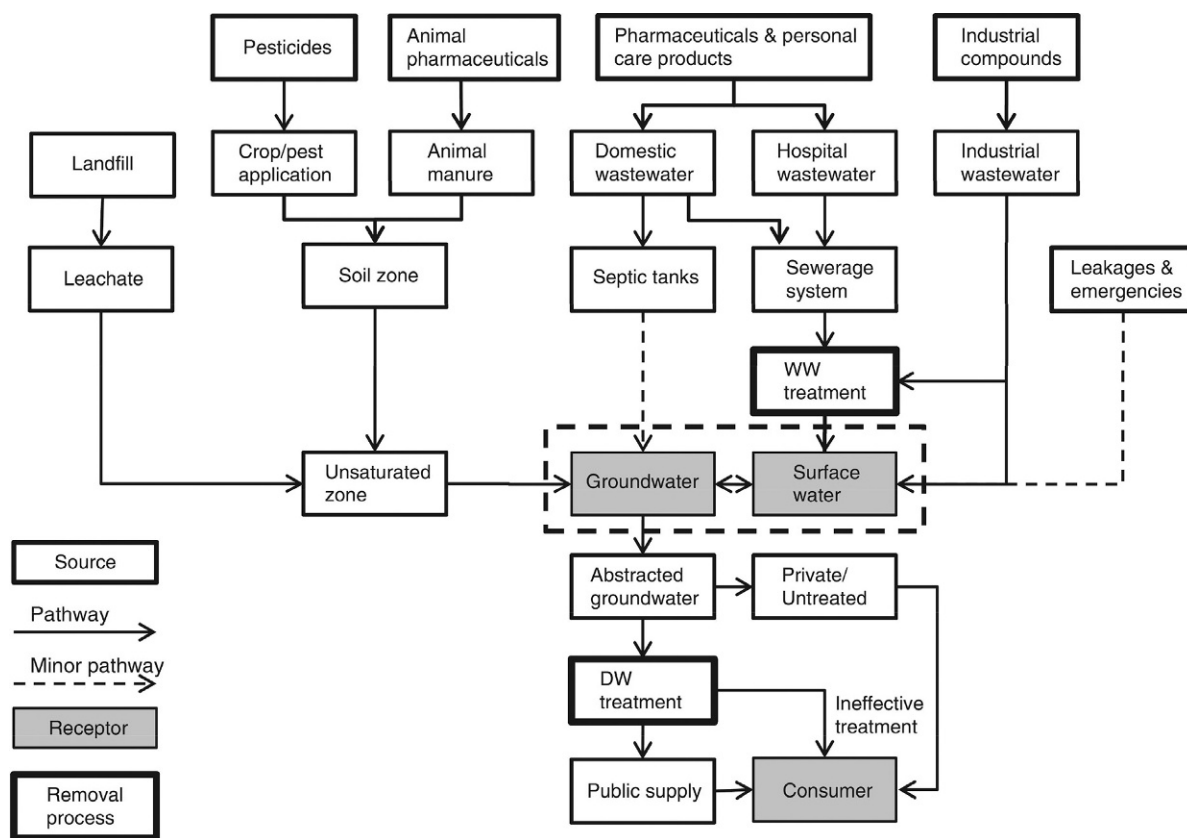 Pesticides
Animal
pharmaceuticals
Pharmaceuticals & personal
care products
Industrial
compounds
Landfill
Crop/pest
application
Animal
manure
Domestic
wastewater
Hospital
wastewater
Industrial
wastewater
Leachate
Soil zone
Septic tanks
Sewerage
system
Leakages &
emergencies
WW
treatment
Unsaturated
zone
Groundwater
Surface
water
Source
Pathway
Minor pathway
Receptor
Removal
process
Abstracted
groundwater
Private/
Untreated
DW
treatment
Ineffective
treatment
Public supply
Consumer